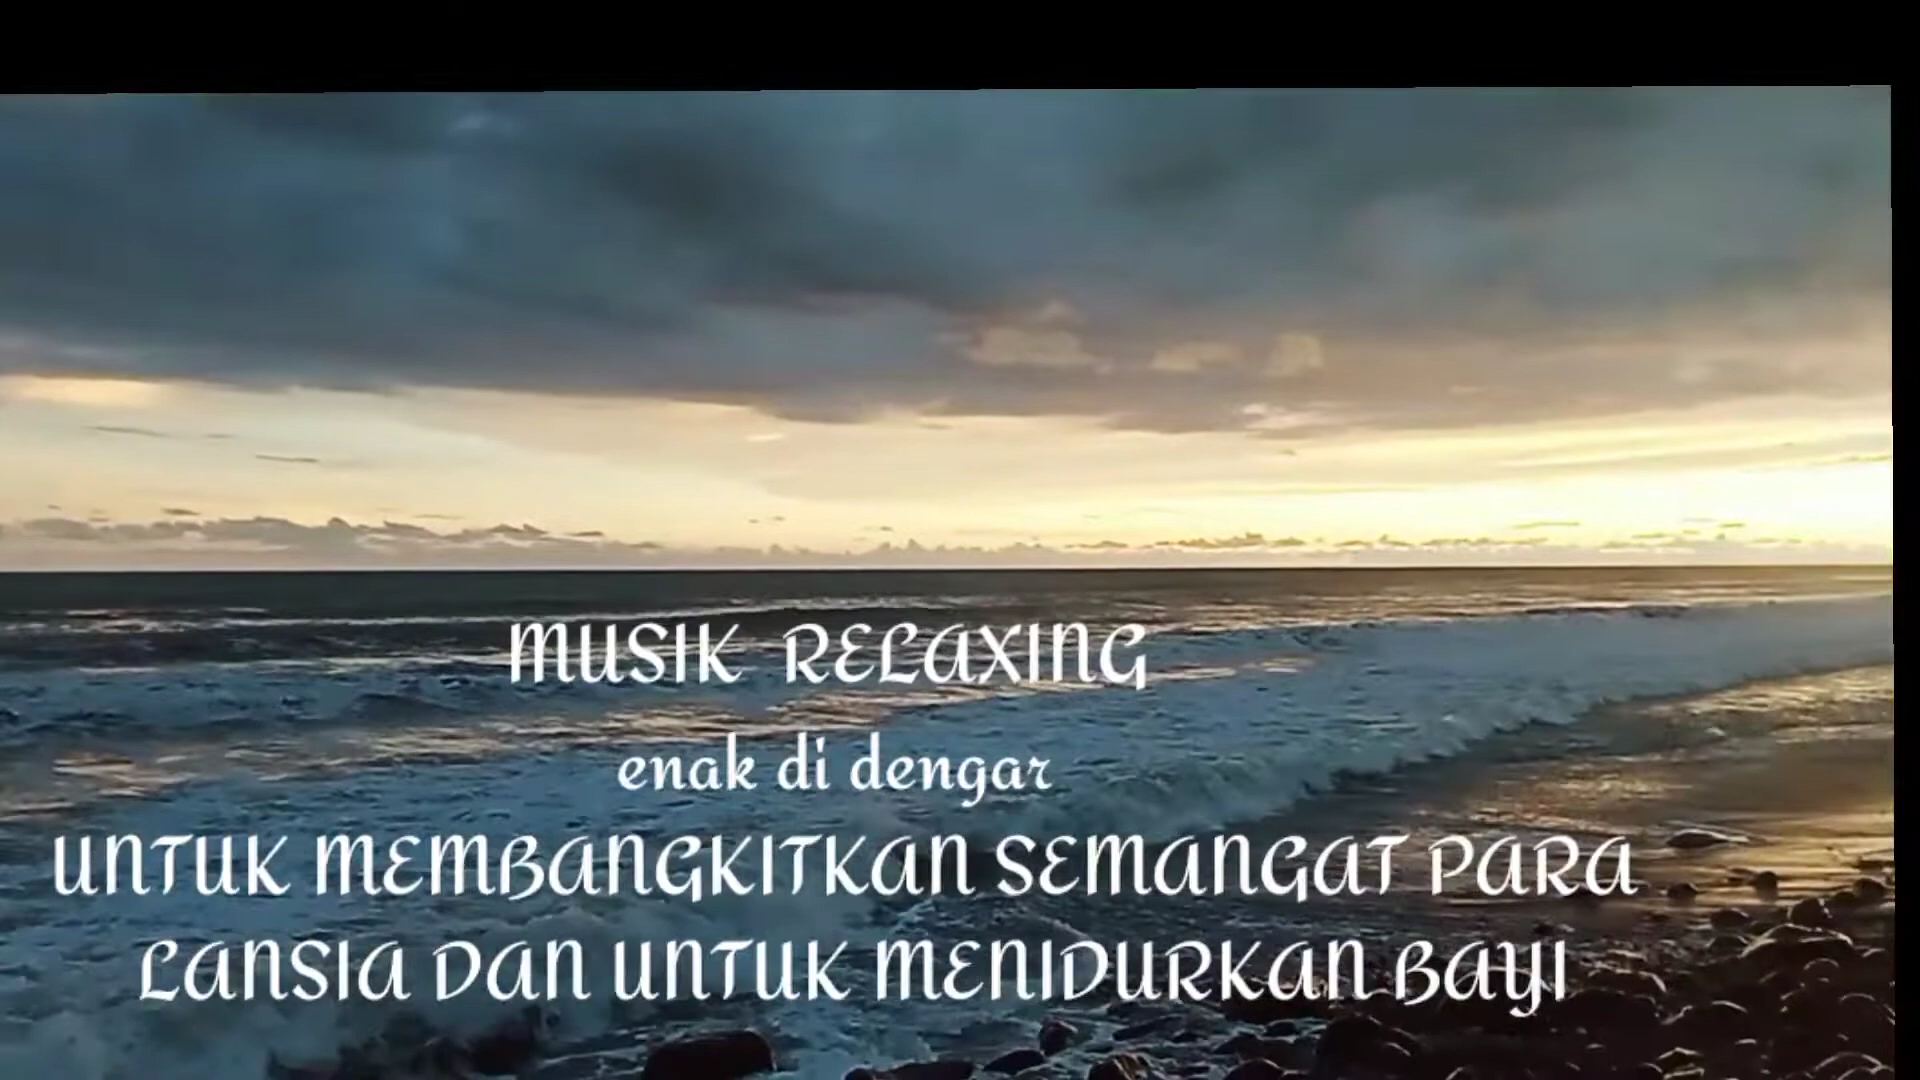 MUSIK RELAXING
enak di dengar
UNTUK MEMBANGKITKAN SEMANGAT PARA
LANSIA DAN UNTUK MENIDURKAN BAYI